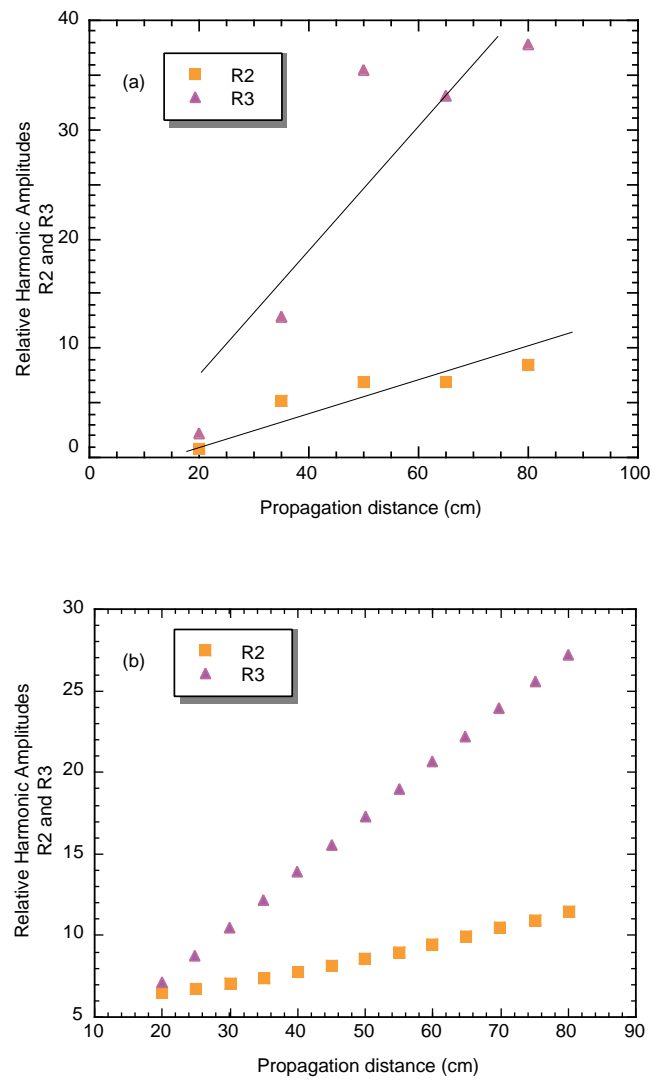 40
(a)
R2
R3
30
20
10
0
Relative Harmonic Amplitudes
R2 and R3
0 20 40 60 80 100
Propagation distance (cm)
30
(b)
R2
R3
25
20
15
10
5
Relative Harmonic Amplitudes
R2 and R3
10 20 30 40 50 60 70 80 90
Propagation distance (cm)